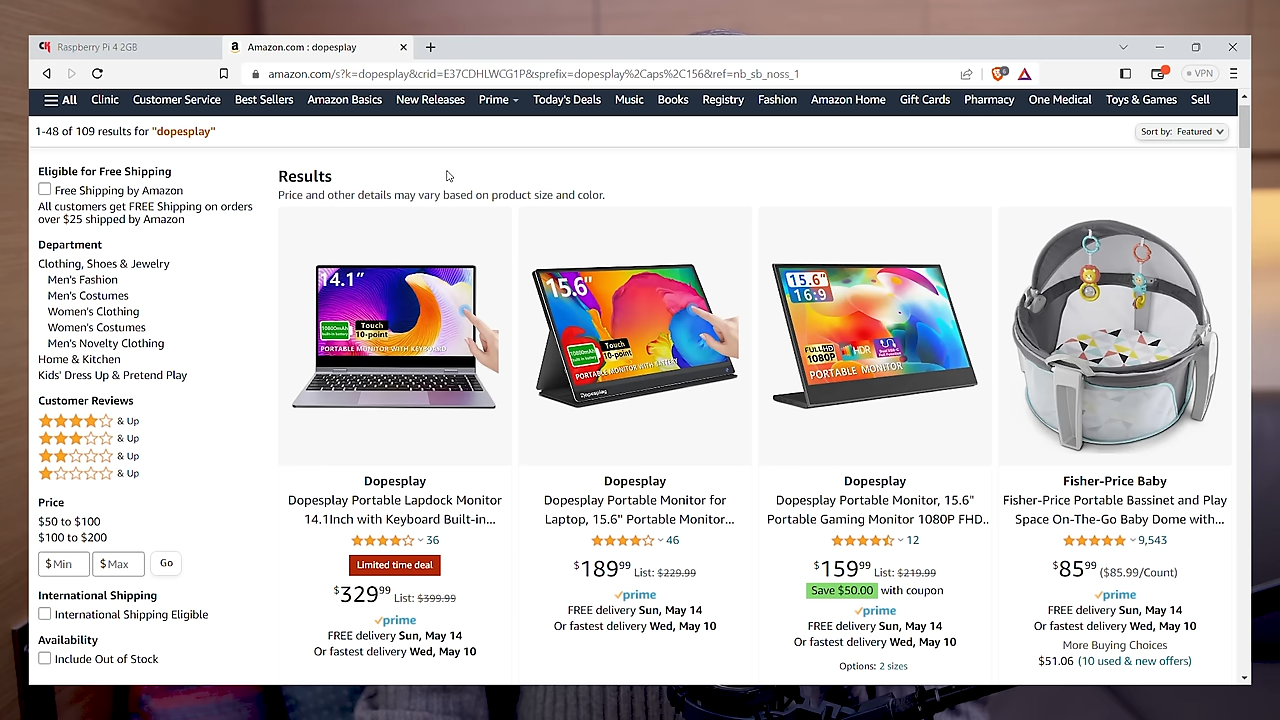 Raspberry Pi 4 2GB
Amazon.com : dopesplay
amazon.com/s?k=dopesplay&crid=E37CDHLWCG1P&sprefix=dopesplay%2Caps%2C156&ref=nb_sb_noss_1
VPN
All Clinic Customer Service Best Sellers Amazon Basics New Releases Prime Today's Deals Music Books Registry Fashion Amazon Home Gift Cards Pharmacy One Medical Toys & Games Sell
1-48 of 109 results for "dopesplay"
Sort by: Featured
Eligible for Free Shipping
Free Shipping by Amazon
All customers get FREE Shipping on orders
over $25 shipped by Amazon
Department
Clothing, Shoes & Jewelry
Men's Fashion
Men's Costumes
Women's Clothing
Women's Costumes
Men's Novelty Clothing
Home & Kitchen
Kids' Dress Up & Pretend Play
Customer Reviews
& Up
& Up
& Up
& Up
Price
$50 to $100
$100 to $200
$ Min $ Max Go
International Shipping
International Shipping Eligible
Availability
Include Out of Stock
Results
Price and other details may vary based on product size and color.
14.1"
10800mAh
Touch
10-point
PORTABLE MONITOR WITH KEYBOARD
Dopesplay
Dopesplay Portable Lapdock Monitor
14.1Inch with Keyboard Built-in...
36
Limited time deal
$329.99 List: $399.99
prime
FREE delivery Sun, May 14
Or fastest delivery Wed, May 10
15.6"
10800mAh
Touch
10-point
PORTABLE MONITOR WITH BATTERY
Dopesplay
Dopesplay
Dopesplay Portable Monitor for
Laptop, 15.6" Portable Monitor...
46
$189.99 List: $229.99
prime
FREE delivery Sun, May 14
Or fastest delivery Wed, May 10
15.6"
16:9
FULL HD
1080P
HDR
PORTABLE MONITOR
Dopesplay
Dopesplay Portable Monitor, 15.6"
Portable Gaming Monitor 1080P FHD..
12
$159.99 List: $219.99
Save $50.00 with coupon
prime
FREE delivery Sun, May 14
Or fastest delivery Wed, May 10
Options: 2 sizes
Fisher-Price Baby
Fisher-Price Portable Bassinet and Play
Space On-The-Go Baby Dome with...
9,543
$85.99 ($85.99/Count)
prime
FREE delivery Sun, May 14
Or fastest delivery Wed, May 10
More Buying Choices
$51.06 (10 used & new offers)